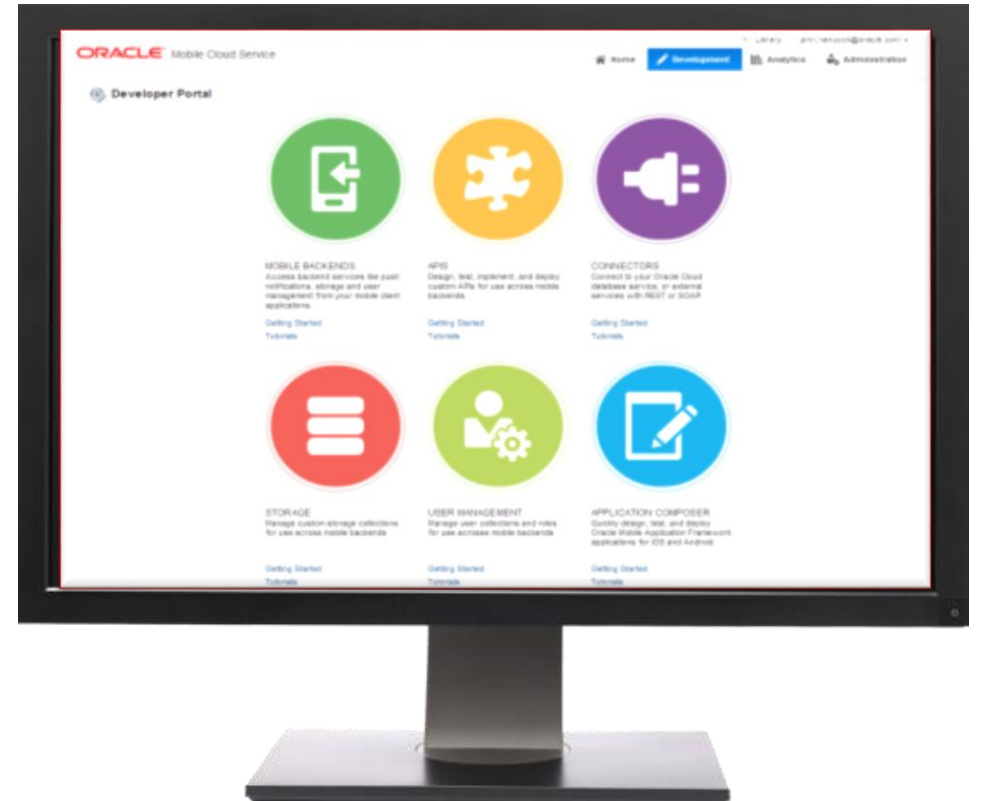 ORACLE Mobile Cloud Service
Library
Home Development Analytics Administration
Developer Portal
MOBILE BACKENDS
Access backend services like push
notifications, storage and user
management from your mobile client
applications
Getting Started
Tutorials
APIS
Design, test, implement, and deploy
custom APIs for use across mobile
backends
Getting Started
Tutorials
CONNECTORS
Connect to your Oracle Cloud
database service, or external
services with REST or SOAP
Getting Started
Tutorials
STORAGE
Manage custom storage collections
for use across mobile backends
Getting Started
Tutorials
USER MANAGEMENT
Manage user collections and roles
for use across mobile backends
Getting Started
Tutorials
APPLICATION COMPOSER
Quickly design, test, and deploy
Oracle Mobile Application Framework
applications for iOS and Android
Getting Started
Tutorials